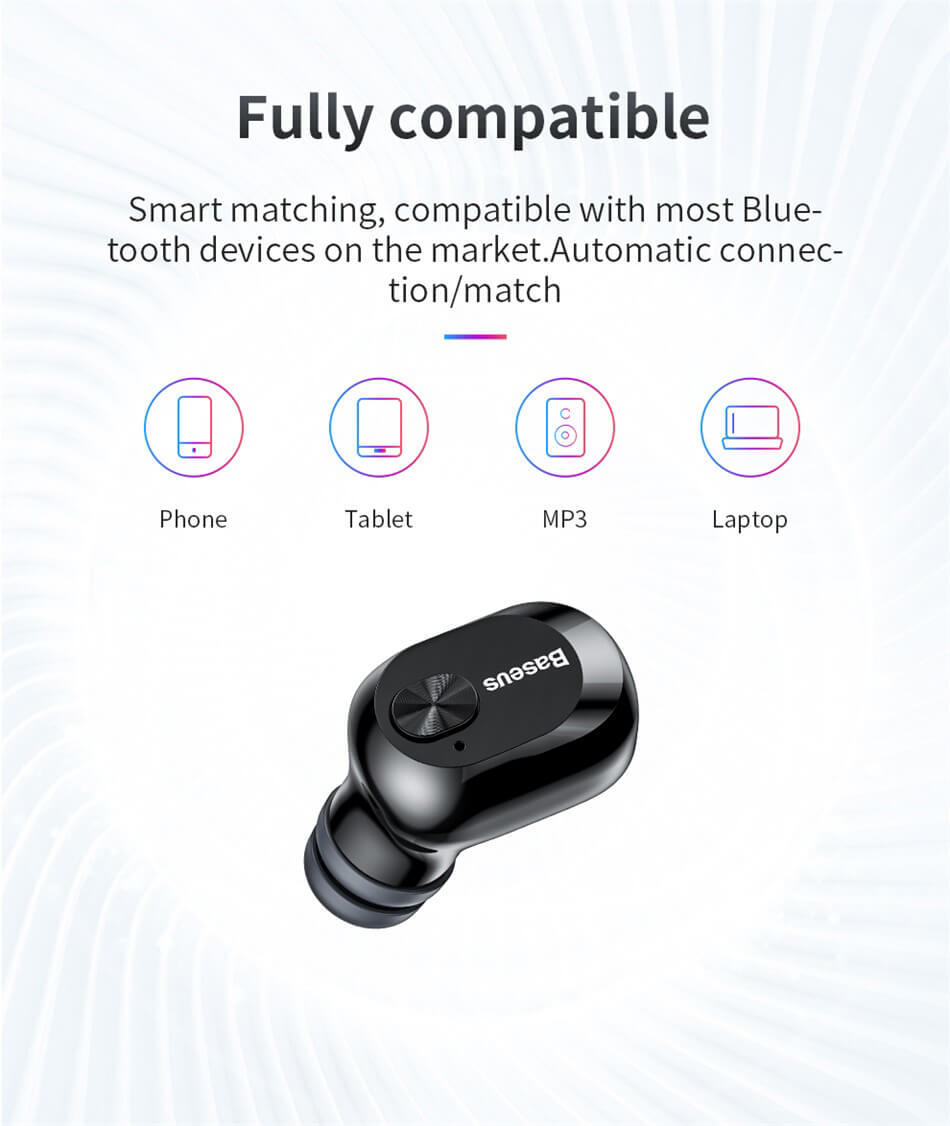 Fully compatible
Smart matching, compatible with most Blue-
tooth devices on the market.Automatic connec-
tion/match
Phone
Tablet
MP3
Laptop
Baseus